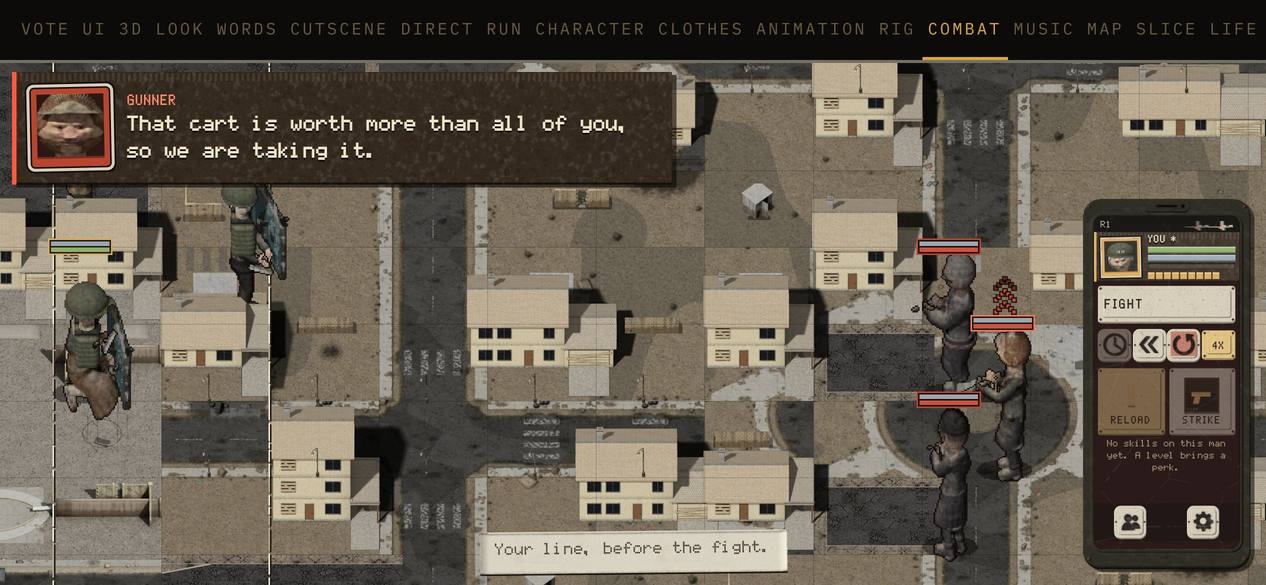 VOTE UI 3D LOOK WORDS CUTSCENE DIRECT RUN CHARACTER CLOTHES ANIMATION RIG COMBAT MUSIC MAP SLICE LIFE
GUNNER
That cart is worth more than all of you,
so we are taking it.
R1
YOU *
FIGHT
4X
RELOAD STRIKE
No skills on this man
yet. A level brings a
perk.
Your line, before the fight.